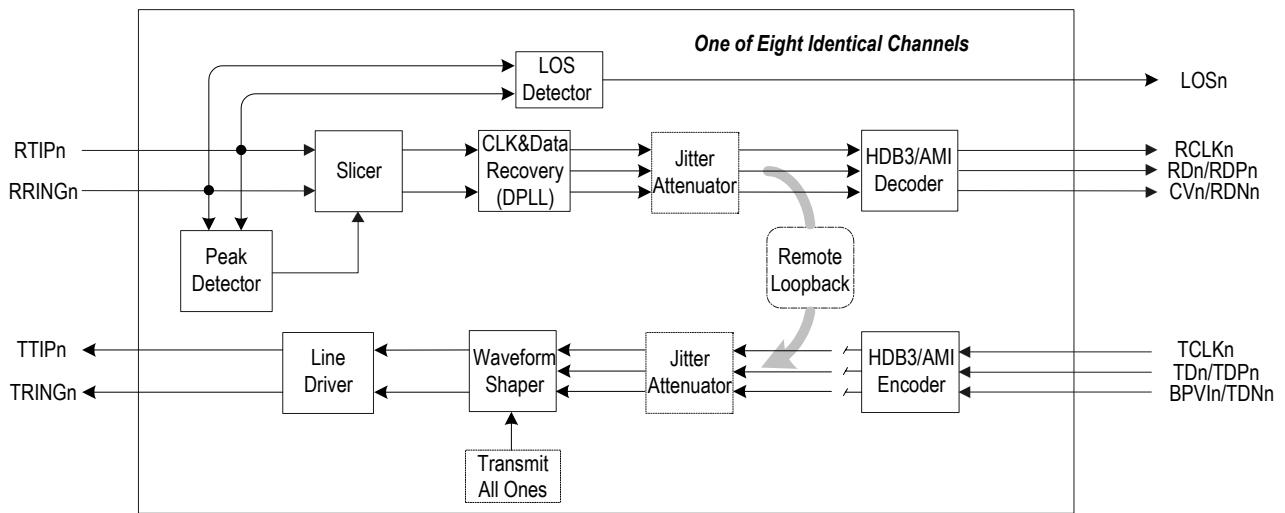 One of Eight Identical Channels
LOS
Detector
LOSn
RTIPn
RRINGn
Slicer
CLK&Data
Recovery
(DPLL)
Jitter
Attenuator
HDB3/AMI
Decoder
RCLKn
RDn/RDPn
CVn/RDNn
Peak
Detector
Remote
Loopback
TTIPn
TRINGn
Line
Driver
Waveform
Shaper
Jitter
Attenuator
HDB3/AMI
Encoder
TCLKn
TDn/TDPn
BPVIn/TDNn
Transmit
All Ones